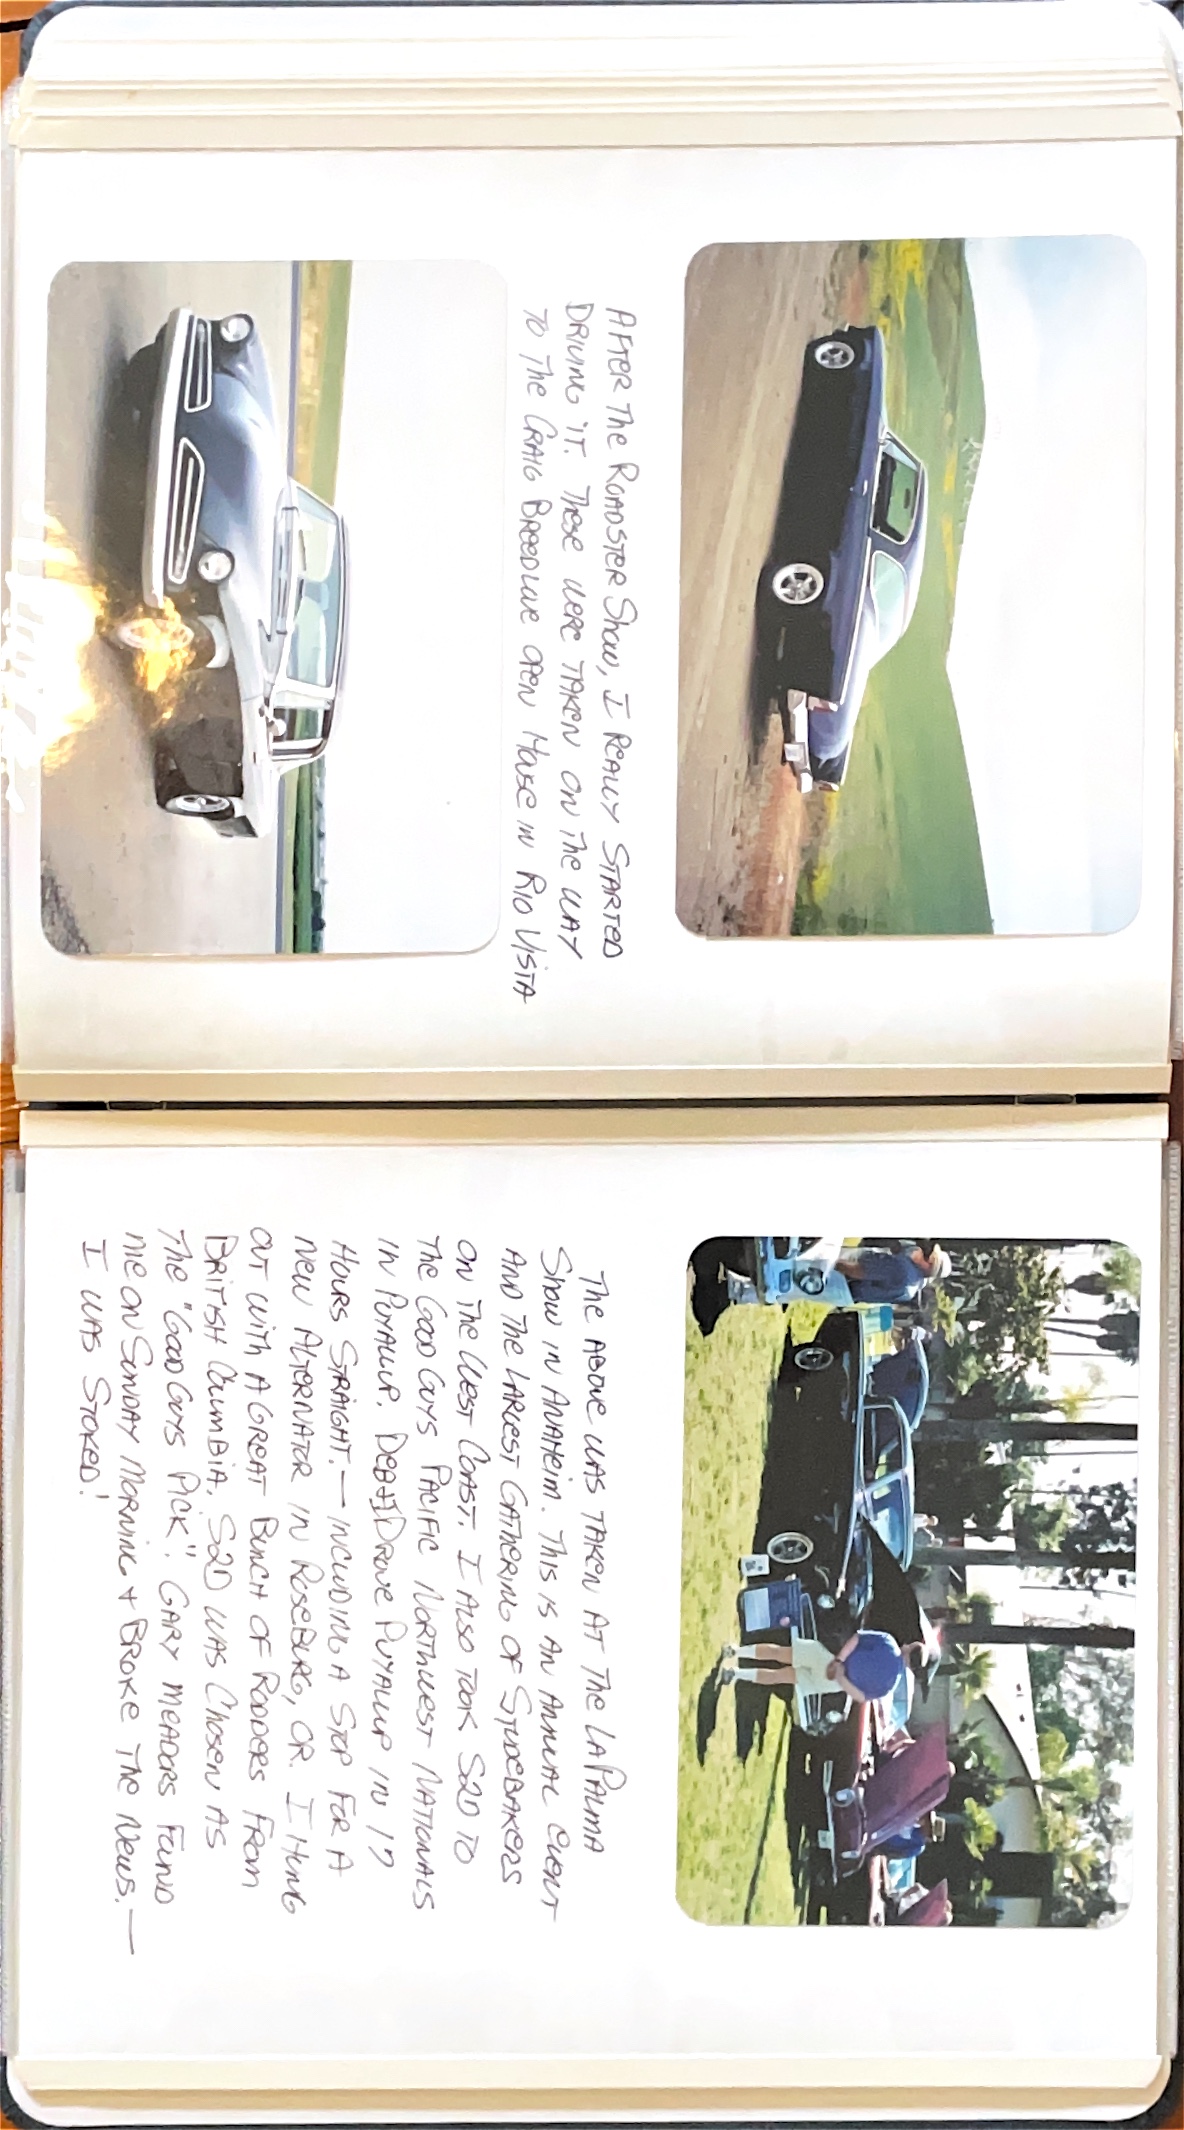 After The Roadster Show, I Really Started
Driving it. These were taken on the way
to the Craig Breedlove open house in Rio Vista
The above was taken at the La Palma
Show in Anaheim. This is an annual event
and the largest gathering of Studebakers
on the West Coast. I also took S2D to
the Good Guys Pacific Northwest Nationals
in Puyallup. Deb & I Drove Puyallup in 17
hours straight. — including a stop for a
new alternator in Roseburg, OR. I hung
out with a great bunch of rodders from
British Columbia. S2D was chosen as
the "Good Guys Pick". Gary Meadors found
me on Sunday morning + broke the news. —
I was stoked!